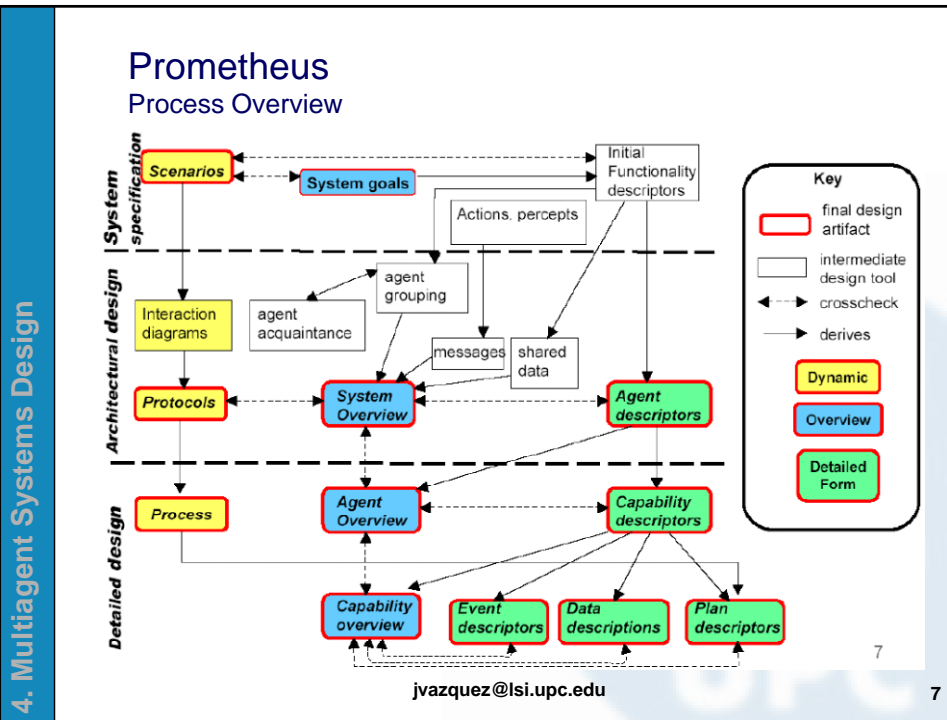 Prometheus
Process Overview
4. Multiagent Systems Design
System
specification
Scenarios
System goals
Initial
Functionality
descriptors
Actions, percepts
Key
final design
artifact
intermediate
design tool
crosscheck
derives
Dynamic
Overview
Detailed
Form
Architectural design
Interaction
diagrams
agent
acquaintance
agent
grouping
messages
shared
data
Protocols
System
Overview
Agent
descriptors
Detailed design
Process
Agent
Overview
Capability
descriptors
Capability
overview
Event
descriptors
Data
descriptions
Plan
descriptors
7
UPC
jvazquez@lsi.upc.edu
7